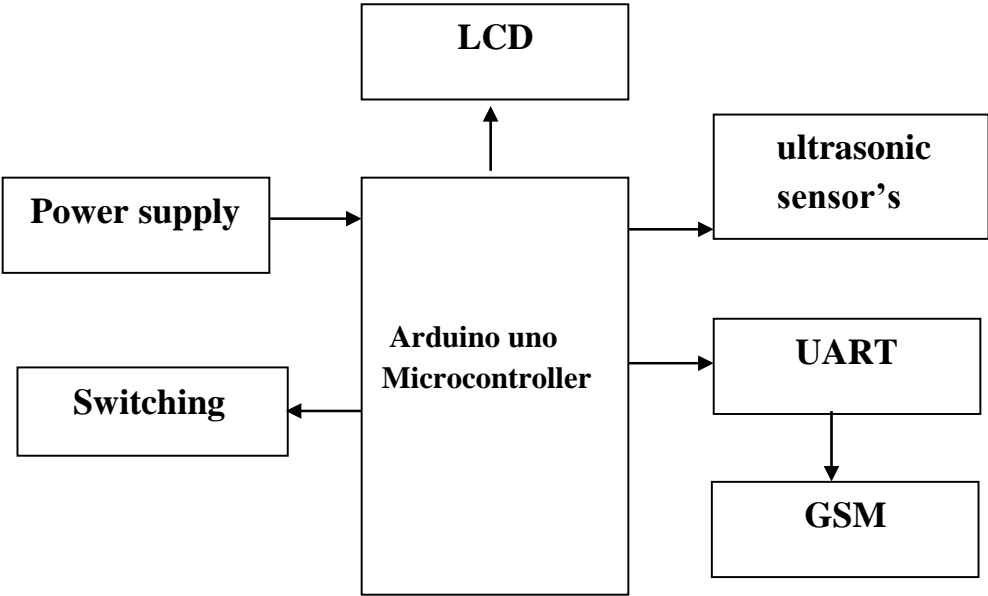 LCD
ultrasonic
sensor’s
Power supply
Arduino uno
Microcontroller
UART
Switching
GSM